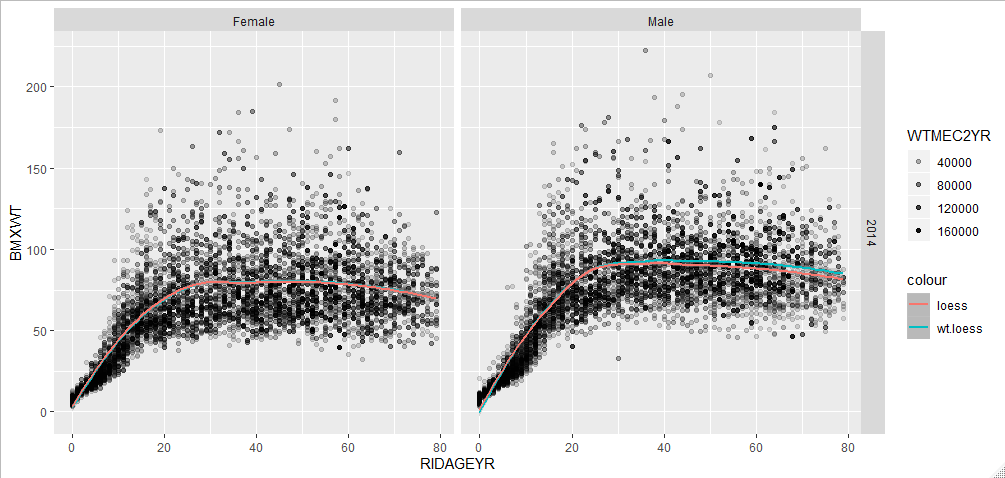 Female
Male
200
150
100
50
0
BMXWT
0 20 40 60 80
0 20 40 60 80
RIDAGEYR
2014
WTMEC2YR
40000
80000
120000
160000
colour
loess
wt.loess